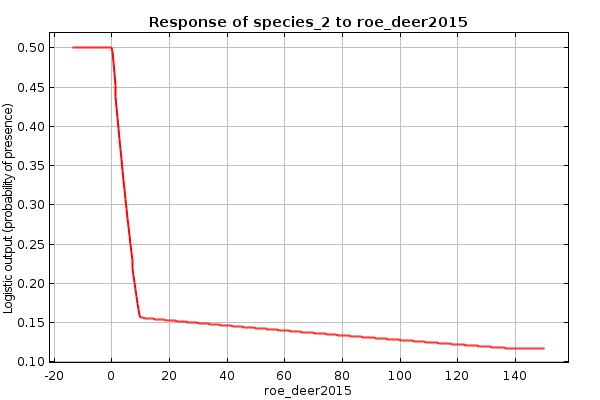 Response of species_2 to roe_deer2015
Logistic output (probability of presence)
0.50
0.45
0.40
0.35
0.30
0.25
0.20
0.15
0.10
-20 0 20 40 60 80 100 120 140
roe_deer2015